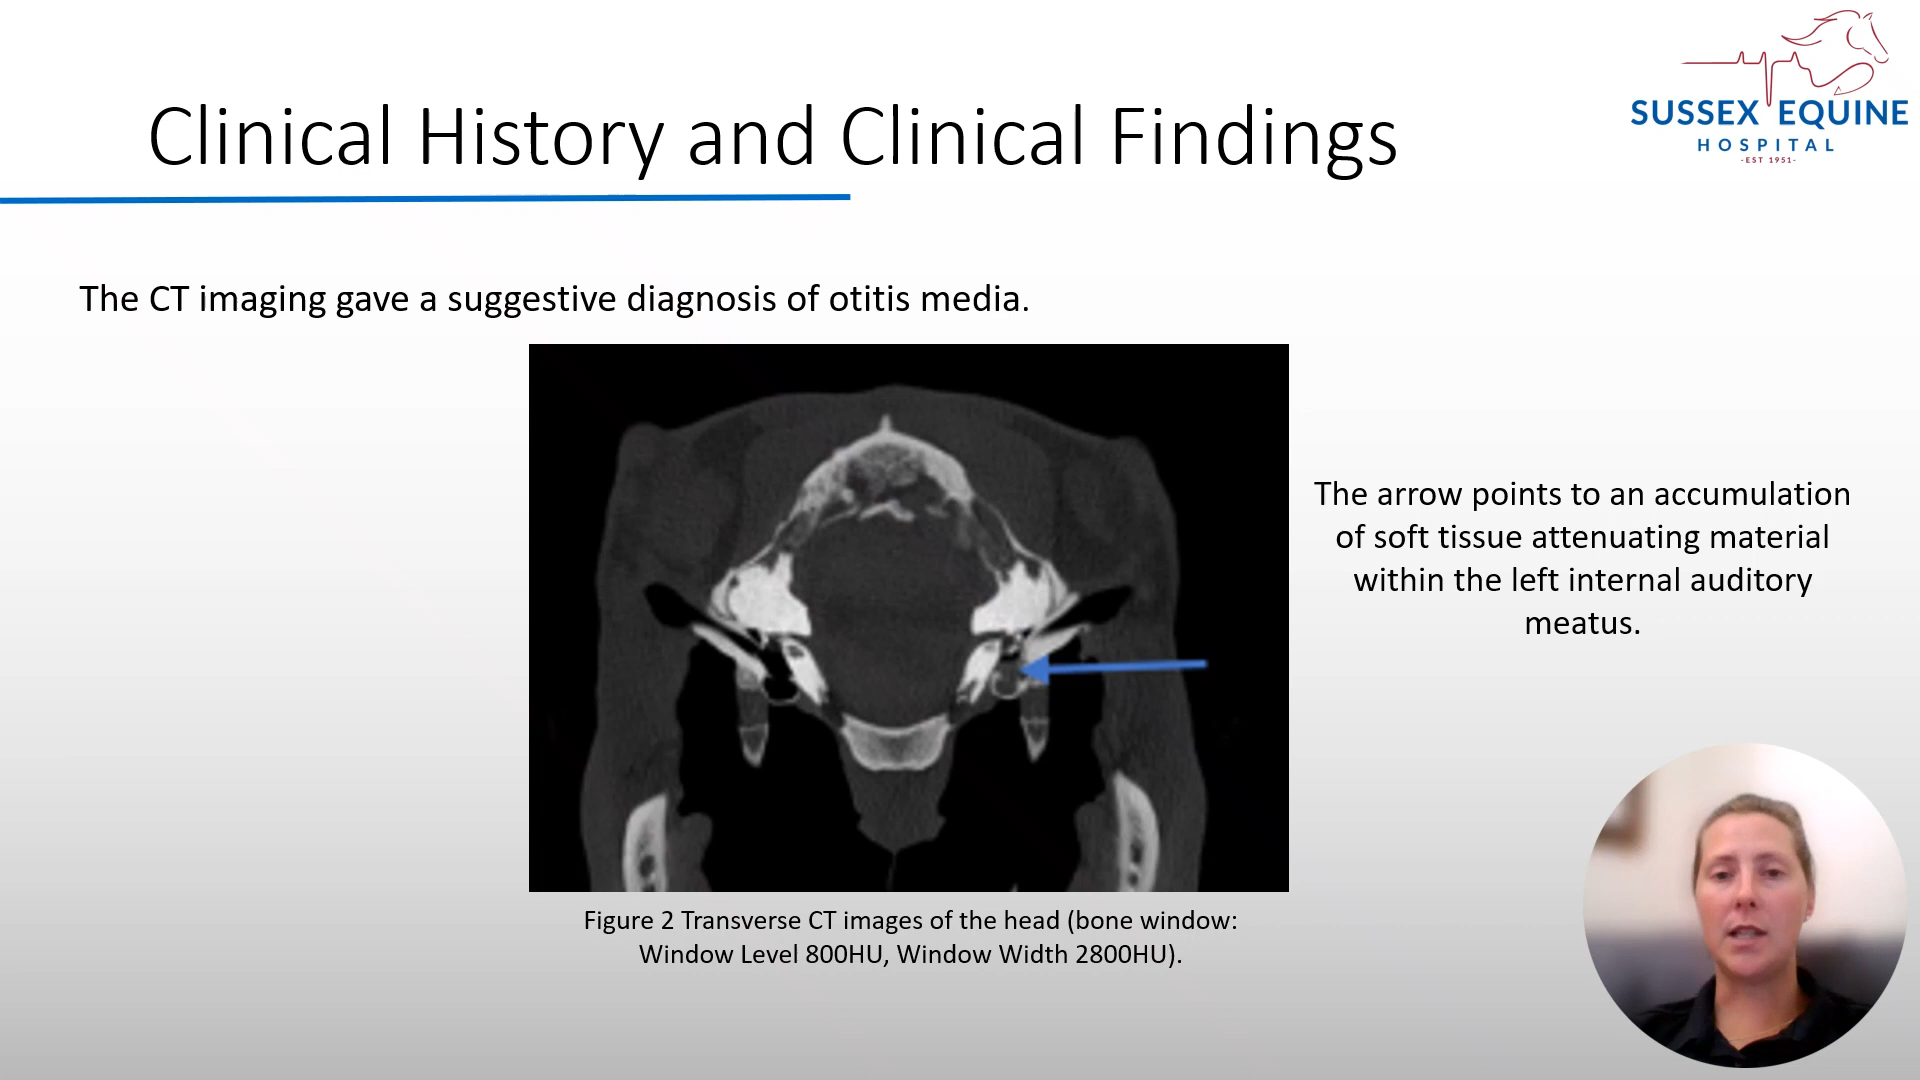 SUSSEX EQUINE
HOSPITAL
-EST 1951-
Clinical History and Clinical Findings
The CT imaging gave a suggestive diagnosis of otitis media.
The arrow points to an accumulation
of soft tissue attenuating material
within the left internal auditory
meatus.
Figure 2 Transverse CT images of the head (bone window:
Window Level 800HU, Window Width 2800HU).